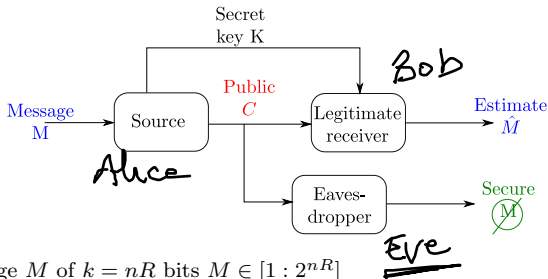 Secret
key K
Bob
Public
C
Message
M
Source
Legitimate
receiver
Estimate
M̂
Alice
Eaves-
dropper
Secure
M
Eve
ge M of k = nR bits M ∈ [1 : 2^{nR}]